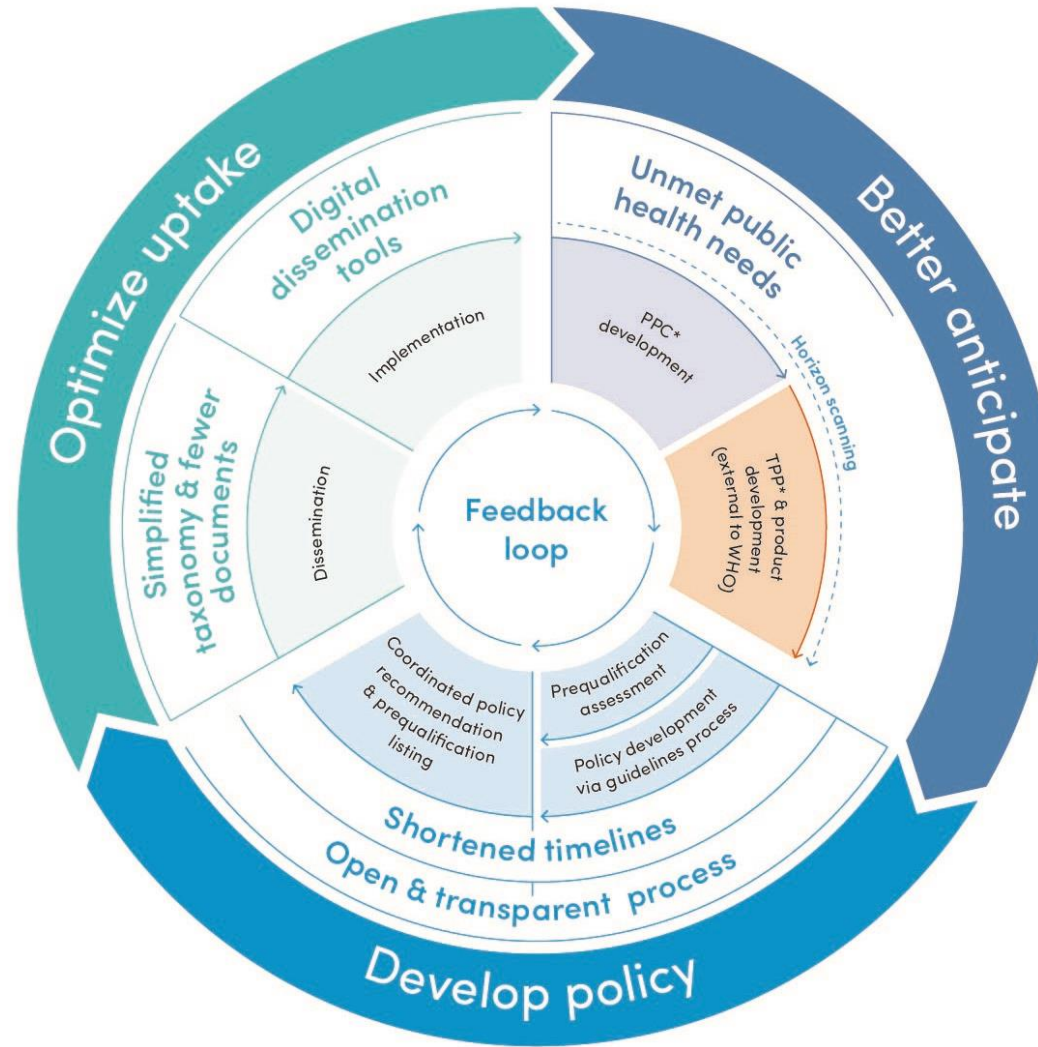 Optimize uptake
Better anticipate
Develop policy
Digital
dissemination
tools
Unmet public
health needs
Implementation
PPC*
development
Horizon scanning
Simplified
taxonomy & fewer
documents
Dissemination
Feedback
loop
TPP* & product
development
(external to WHO)
Coordinated policy
recommendation
& prequalification
listing
Prequalification
assessment
Policy development
via guidelines process
Shortened timelines
Open & transparent process